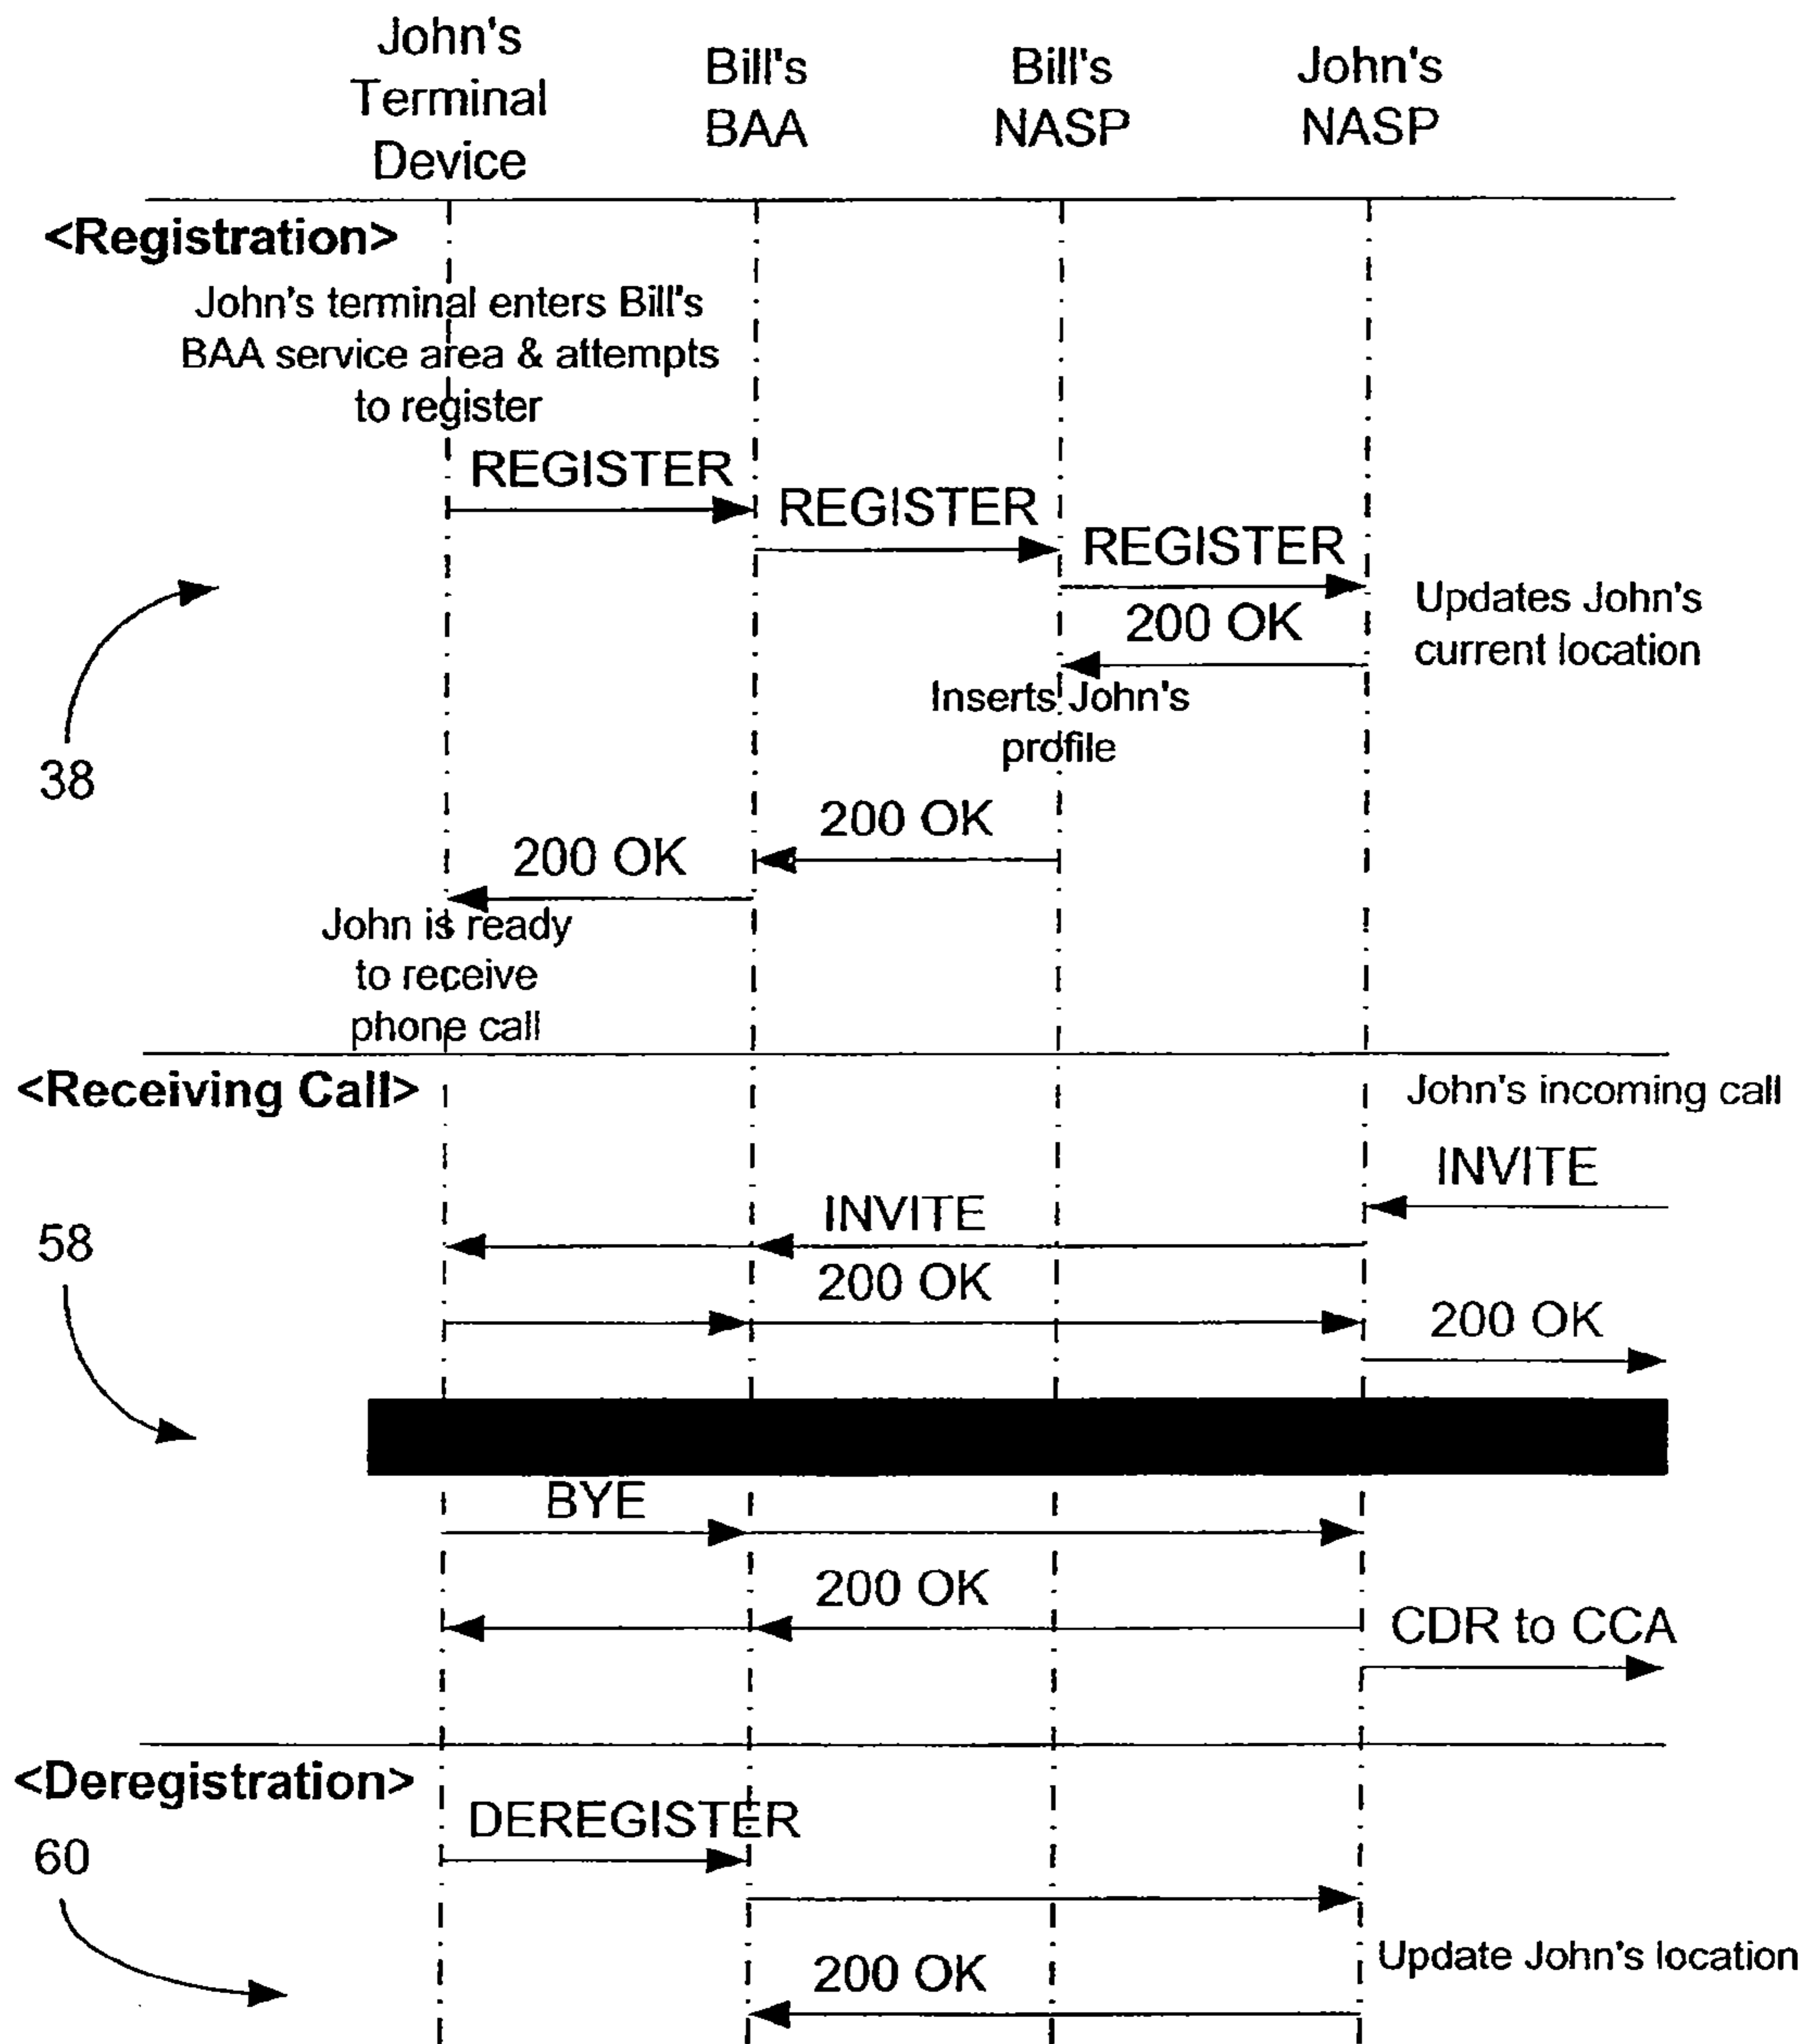 John's
Terminal
Device
Bill's
BAA
Bill's
NASP
John's
NASP
<Registration>
John's terminal enters Bill's
BAA service area & attempts
to register
REGISTER
REGISTER
REGISTER
200 OK
Updates John's
current location
Inserts John's
profile
38
200 OK
200 OK
John is ready
to receive
phone call
<Receiving Call>
John's incoming call
INVITE
INVITE
58
200 OK
200 OK
BYE
200 OK
CDR to CCA
<Deregistration>
DEREGISTER
60
Update John's location
200 OK